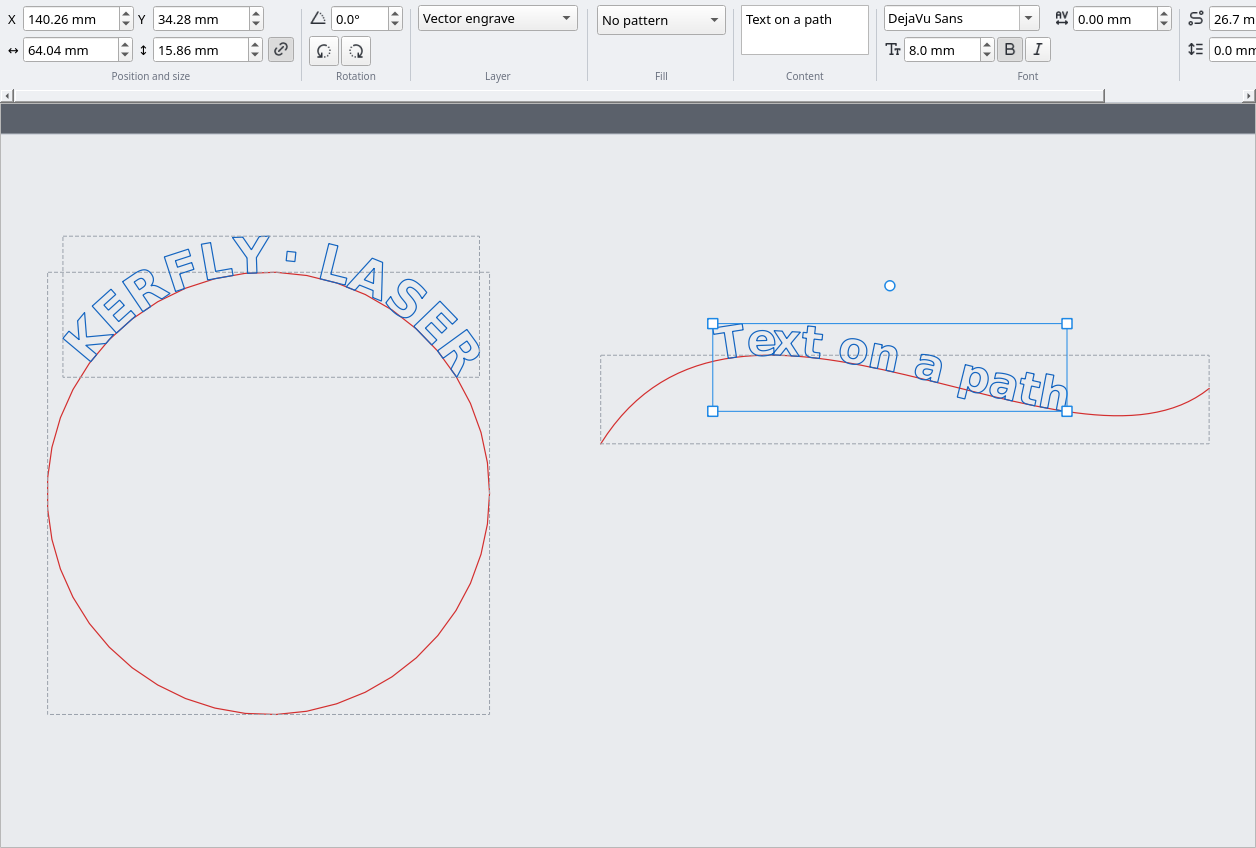 X 140.26 mm Y 34.28 mm 0.0° Vector engrave No pattern Text on a path DejaVu Sans AV 0.00 mm 26.7 m
64.04 mm 15.86 mm TT 8.0 mm B I 0.0 mm
Position and size Rotation Layer Fill Content Font
KERFLY · LASER
Text on a path